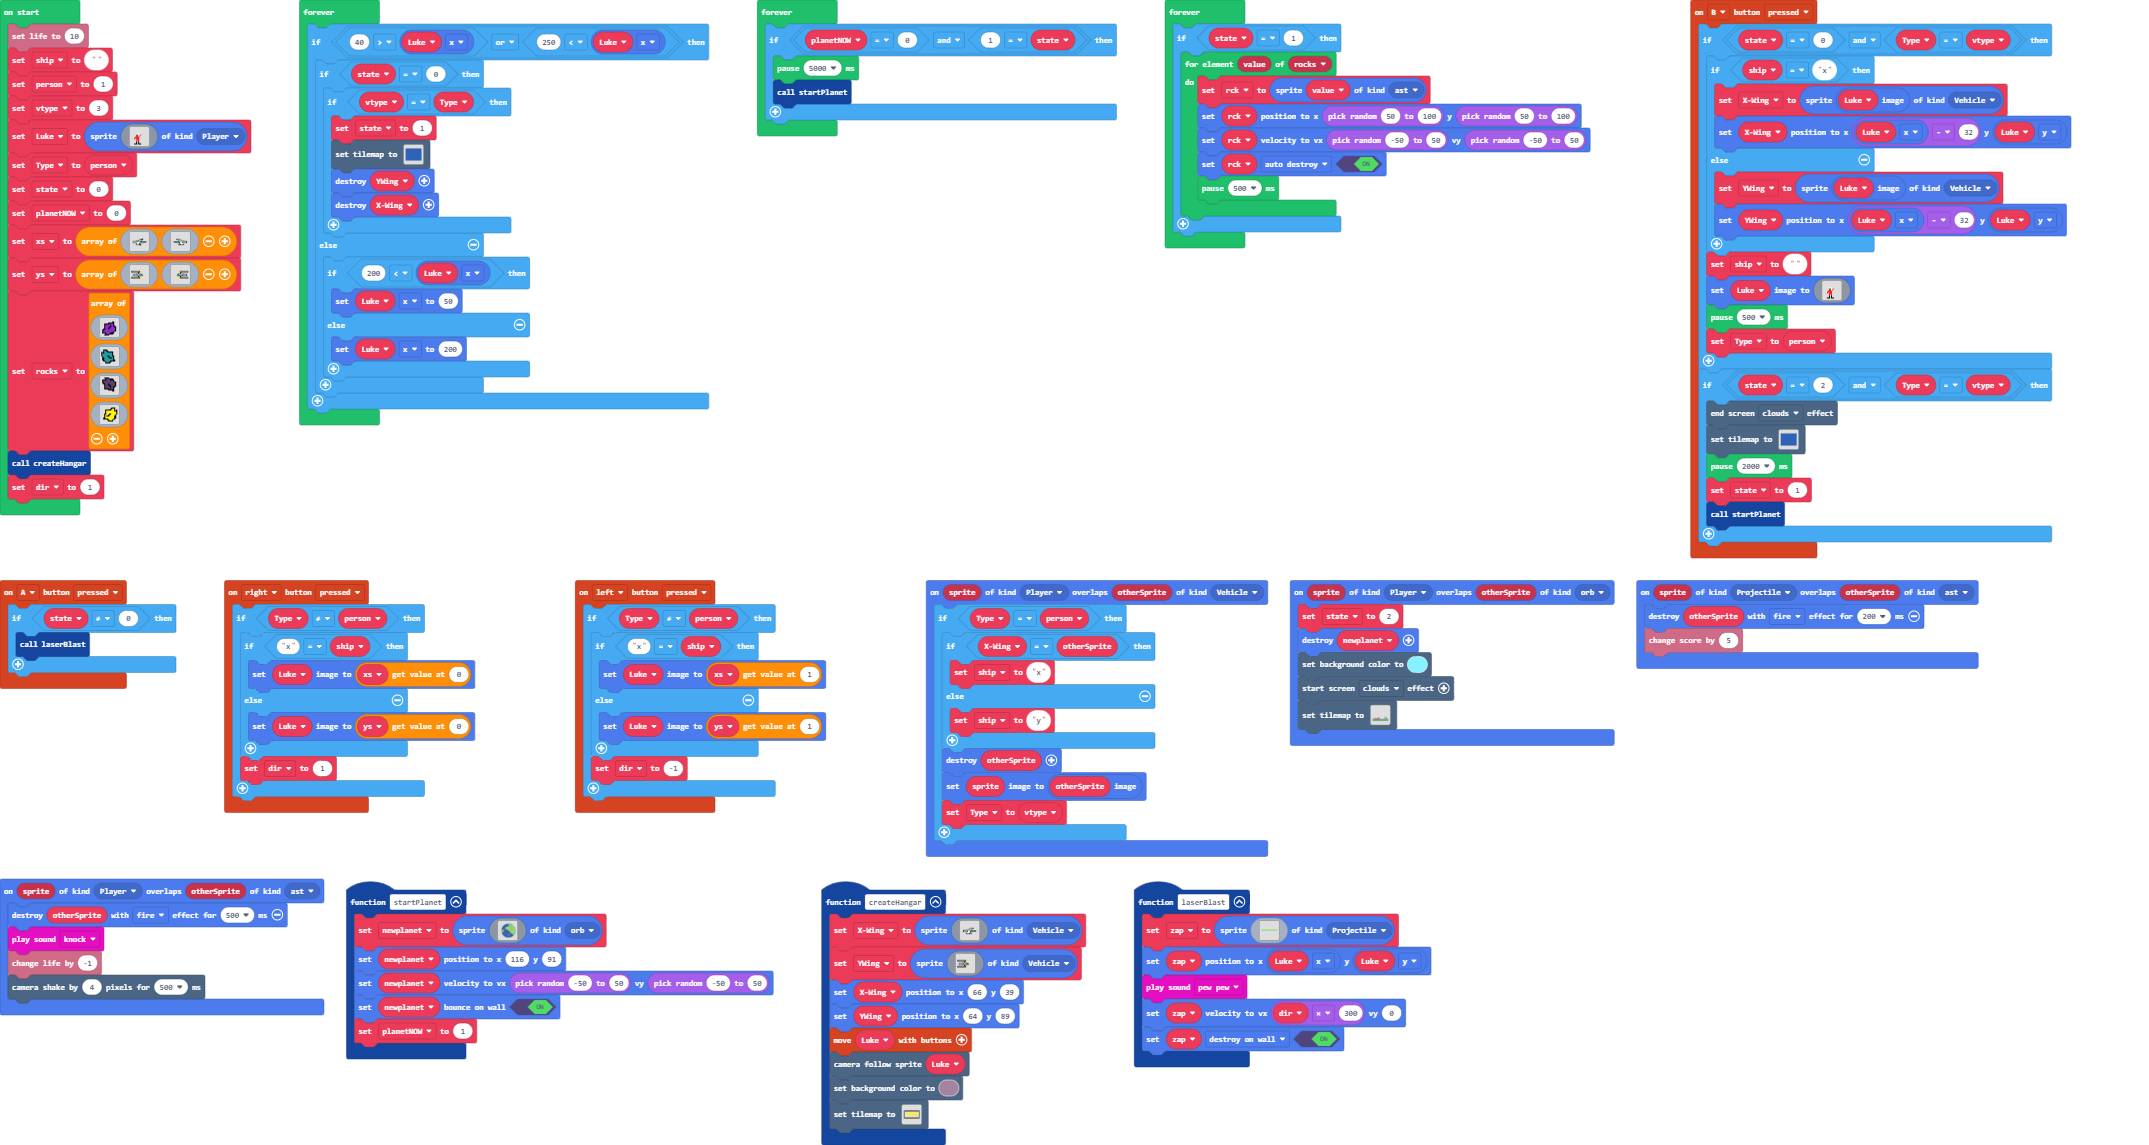 on start
set life to 10
set ship to " "
set person to 1
set vtype to 3
set Luke to sprite of kind Player
set Type to person
set state to 0
set planetNOW to 0
set xs to array of
set ys to array of
array of
set rocks to
call createHangar
set dir to 1
forever
if 40 > Luke x or 250 < Luke x then
if state = 0 then
if vtype = Type then
set state to 1
set tilemap to
destroy YWing
destroy X-Wing
else
if 200 < Luke x then
set Luke x to 50
else
set Luke x to 200
forever
if planetNOW = 0 and 1 = state then
pause 5000 ms
call startPlanet
forever
if state = 1 then
for element value of rocks
do
set rck to sprite value of kind ast
set rck position to x pick random 50 to 100 y pick random 50 to 100
set rck velocity to vx pick random -50 to 50 vy pick random -50 to 50
set rck auto destroy ON
pause 500 ms
on B button pressed
if state = 0 and Type = vtype then
if ship = "x" then
set X-Wing to sprite Luke image of kind Vehicle
set X-Wing position to x Luke x - 32 y Luke y
else
set YWing to sprite Luke image of kind Vehicle
set YWing position to x Luke x - 32 y Luke y
set ship to " "
set Luke image to
pause 500 ms
set Type to person
if state = 2 and Type = vtype then
end screen clouds effect
set tilemap to
pause 2000 ms
set state to 1
call startPlanet
on A button pressed
if state ≠ 0 then
call laserBlast
on right button pressed
if Type ≠ person then
if "x" = ship then
set Luke image to xs get value at 0
else
set Luke image to ys get value at 0
set dir to 1
on left button pressed
if Type ≠ person then
if "x" = ship then
set Luke image to xs get value at 1
else
set Luke image to ys get value at 1
set dir to -1
on sprite of kind Player overlaps otherSprite of kind Vehicle
if Type = person then
if X-Wing = otherSprite then
set ship to "x"
else
set ship to "y"
destroy otherSprite
set sprite image to otherSprite image
set Type to vtype
on sprite of kind Player overlaps otherSprite of kind orb
set state to 2
destroy newplanet
set background color to
start screen clouds effect
set tilemap to
on sprite of kind Projectile overlaps otherSprite of kind ast
destroy otherSprite with fire effect for 200 ms
change score by 5
on sprite of kind Player overlaps otherSprite of kind ast
destroy otherSprite with fire effect for 500 ms
play sound knock
change life by -1
camera shake by 4 pixels for 500 ms
function startPlanet
set newplanet to sprite of kind orb
set newplanet position to x 116 y 91
set newplanet velocity to vx pick random -50 to 50 vy pick random -50 to 50
set newplanet bounce on wall ON
set planetNOW to 1
function createHangar
set X-Wing to sprite of kind Vehicle
set YWing to sprite of kind Vehicle
set X-Wing position to x 66 y 39
set YWing position to x 64 y 89
move Luke with buttons
camera follow sprite Luke
set background color to
set tilemap to
function laserBlast
set zap to sprite of kind Projectile
set zap position to x Luke x y Luke y
play sound pew pew
set zap velocity to vx dir × 300 vy 0
set zap destroy on wall ON